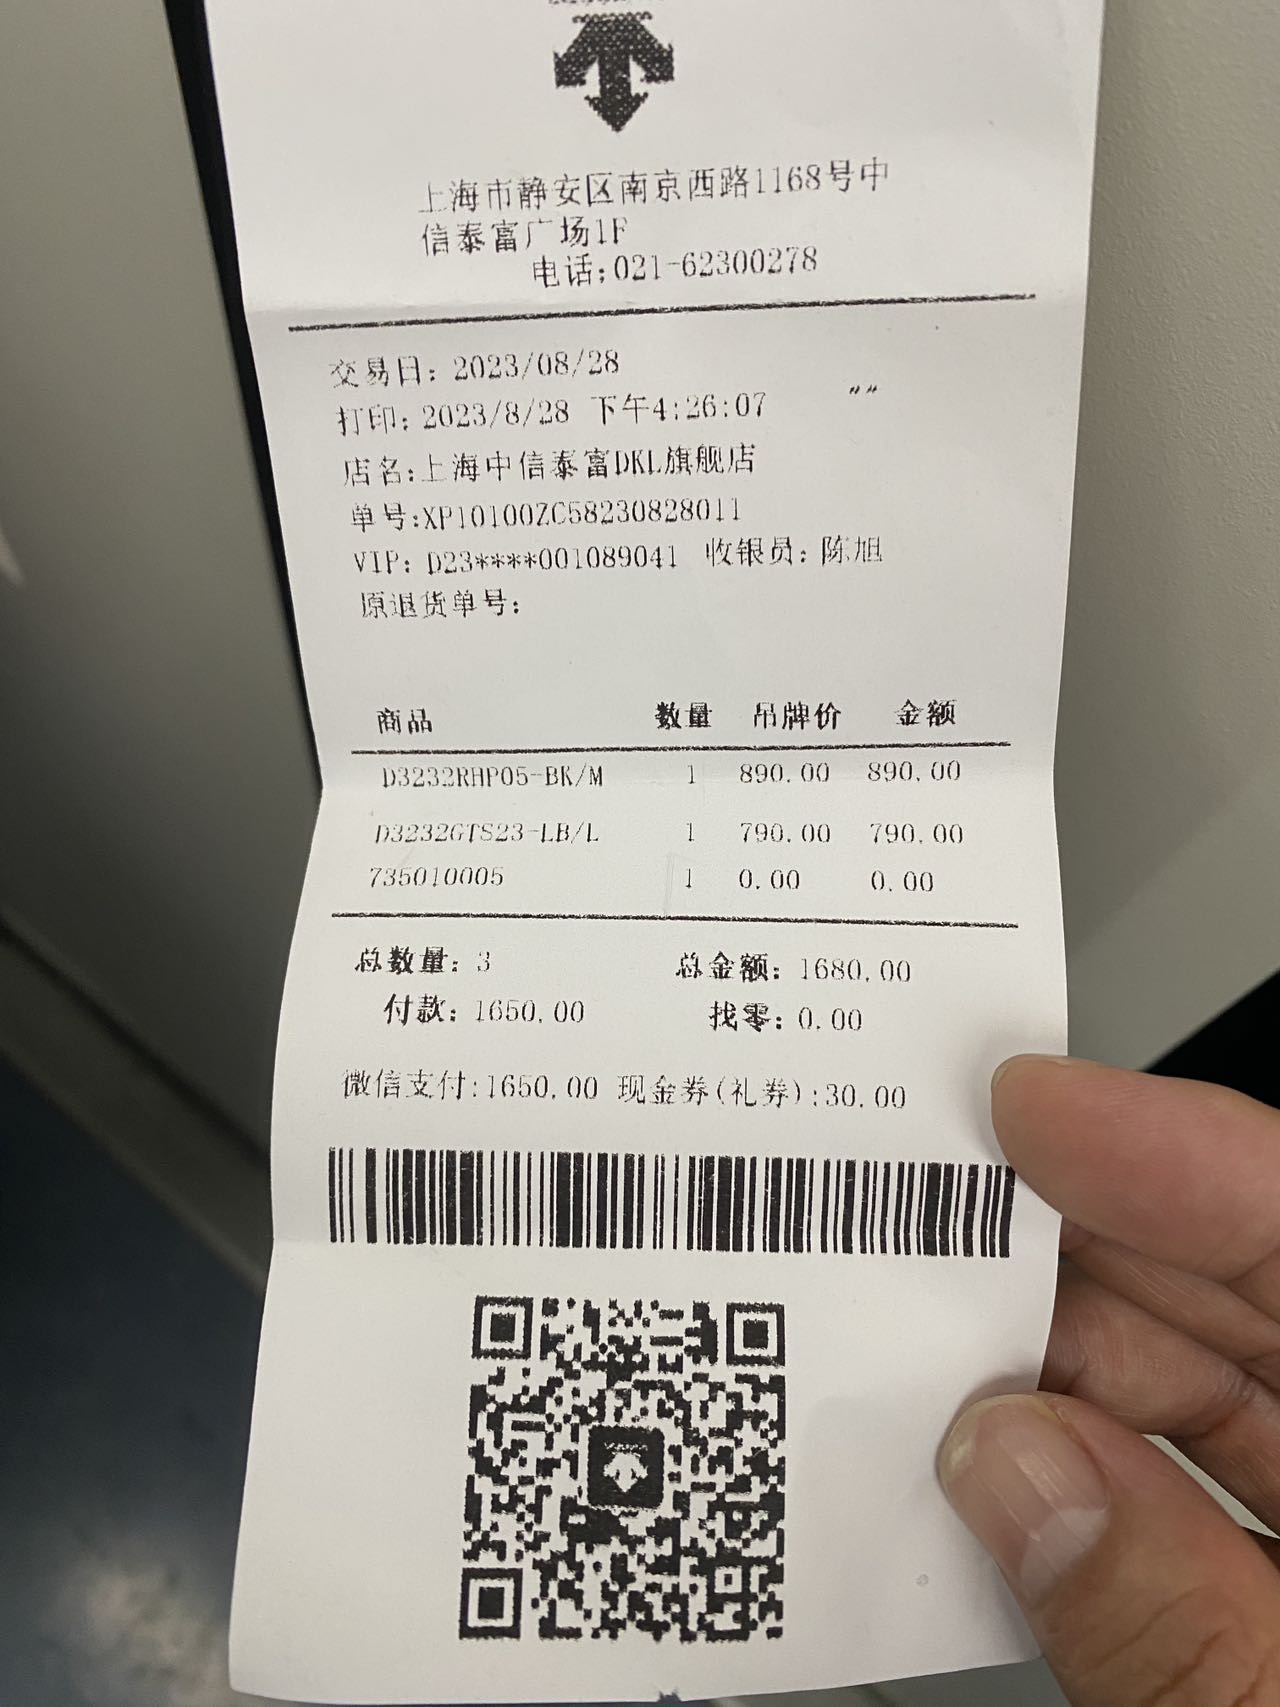 上海市静安区南京西路1168号中
信泰富广场1F
电话;021-62300278
交易日: 2023/08/28
打印: 2023/8/28 下午4:26:07 ""
店名:上海中信泰富DKL旗舰店
单号:XP10100ZC58230828011
VIP: D23****001089041 收银员: 陈旭
原退货单号:
商品 数量 吊牌价 金额
D3232RHP05-BK/M 1 890.00 890.00
D3232GTS23-LB/L 1 790.00 790.00
735010005 1 0.00 0.00
总数量: 3 总金额: 1680.00
付款: 1650.00 找零: 0.00
微信支付:1650.00 现金券(礼券):30.00